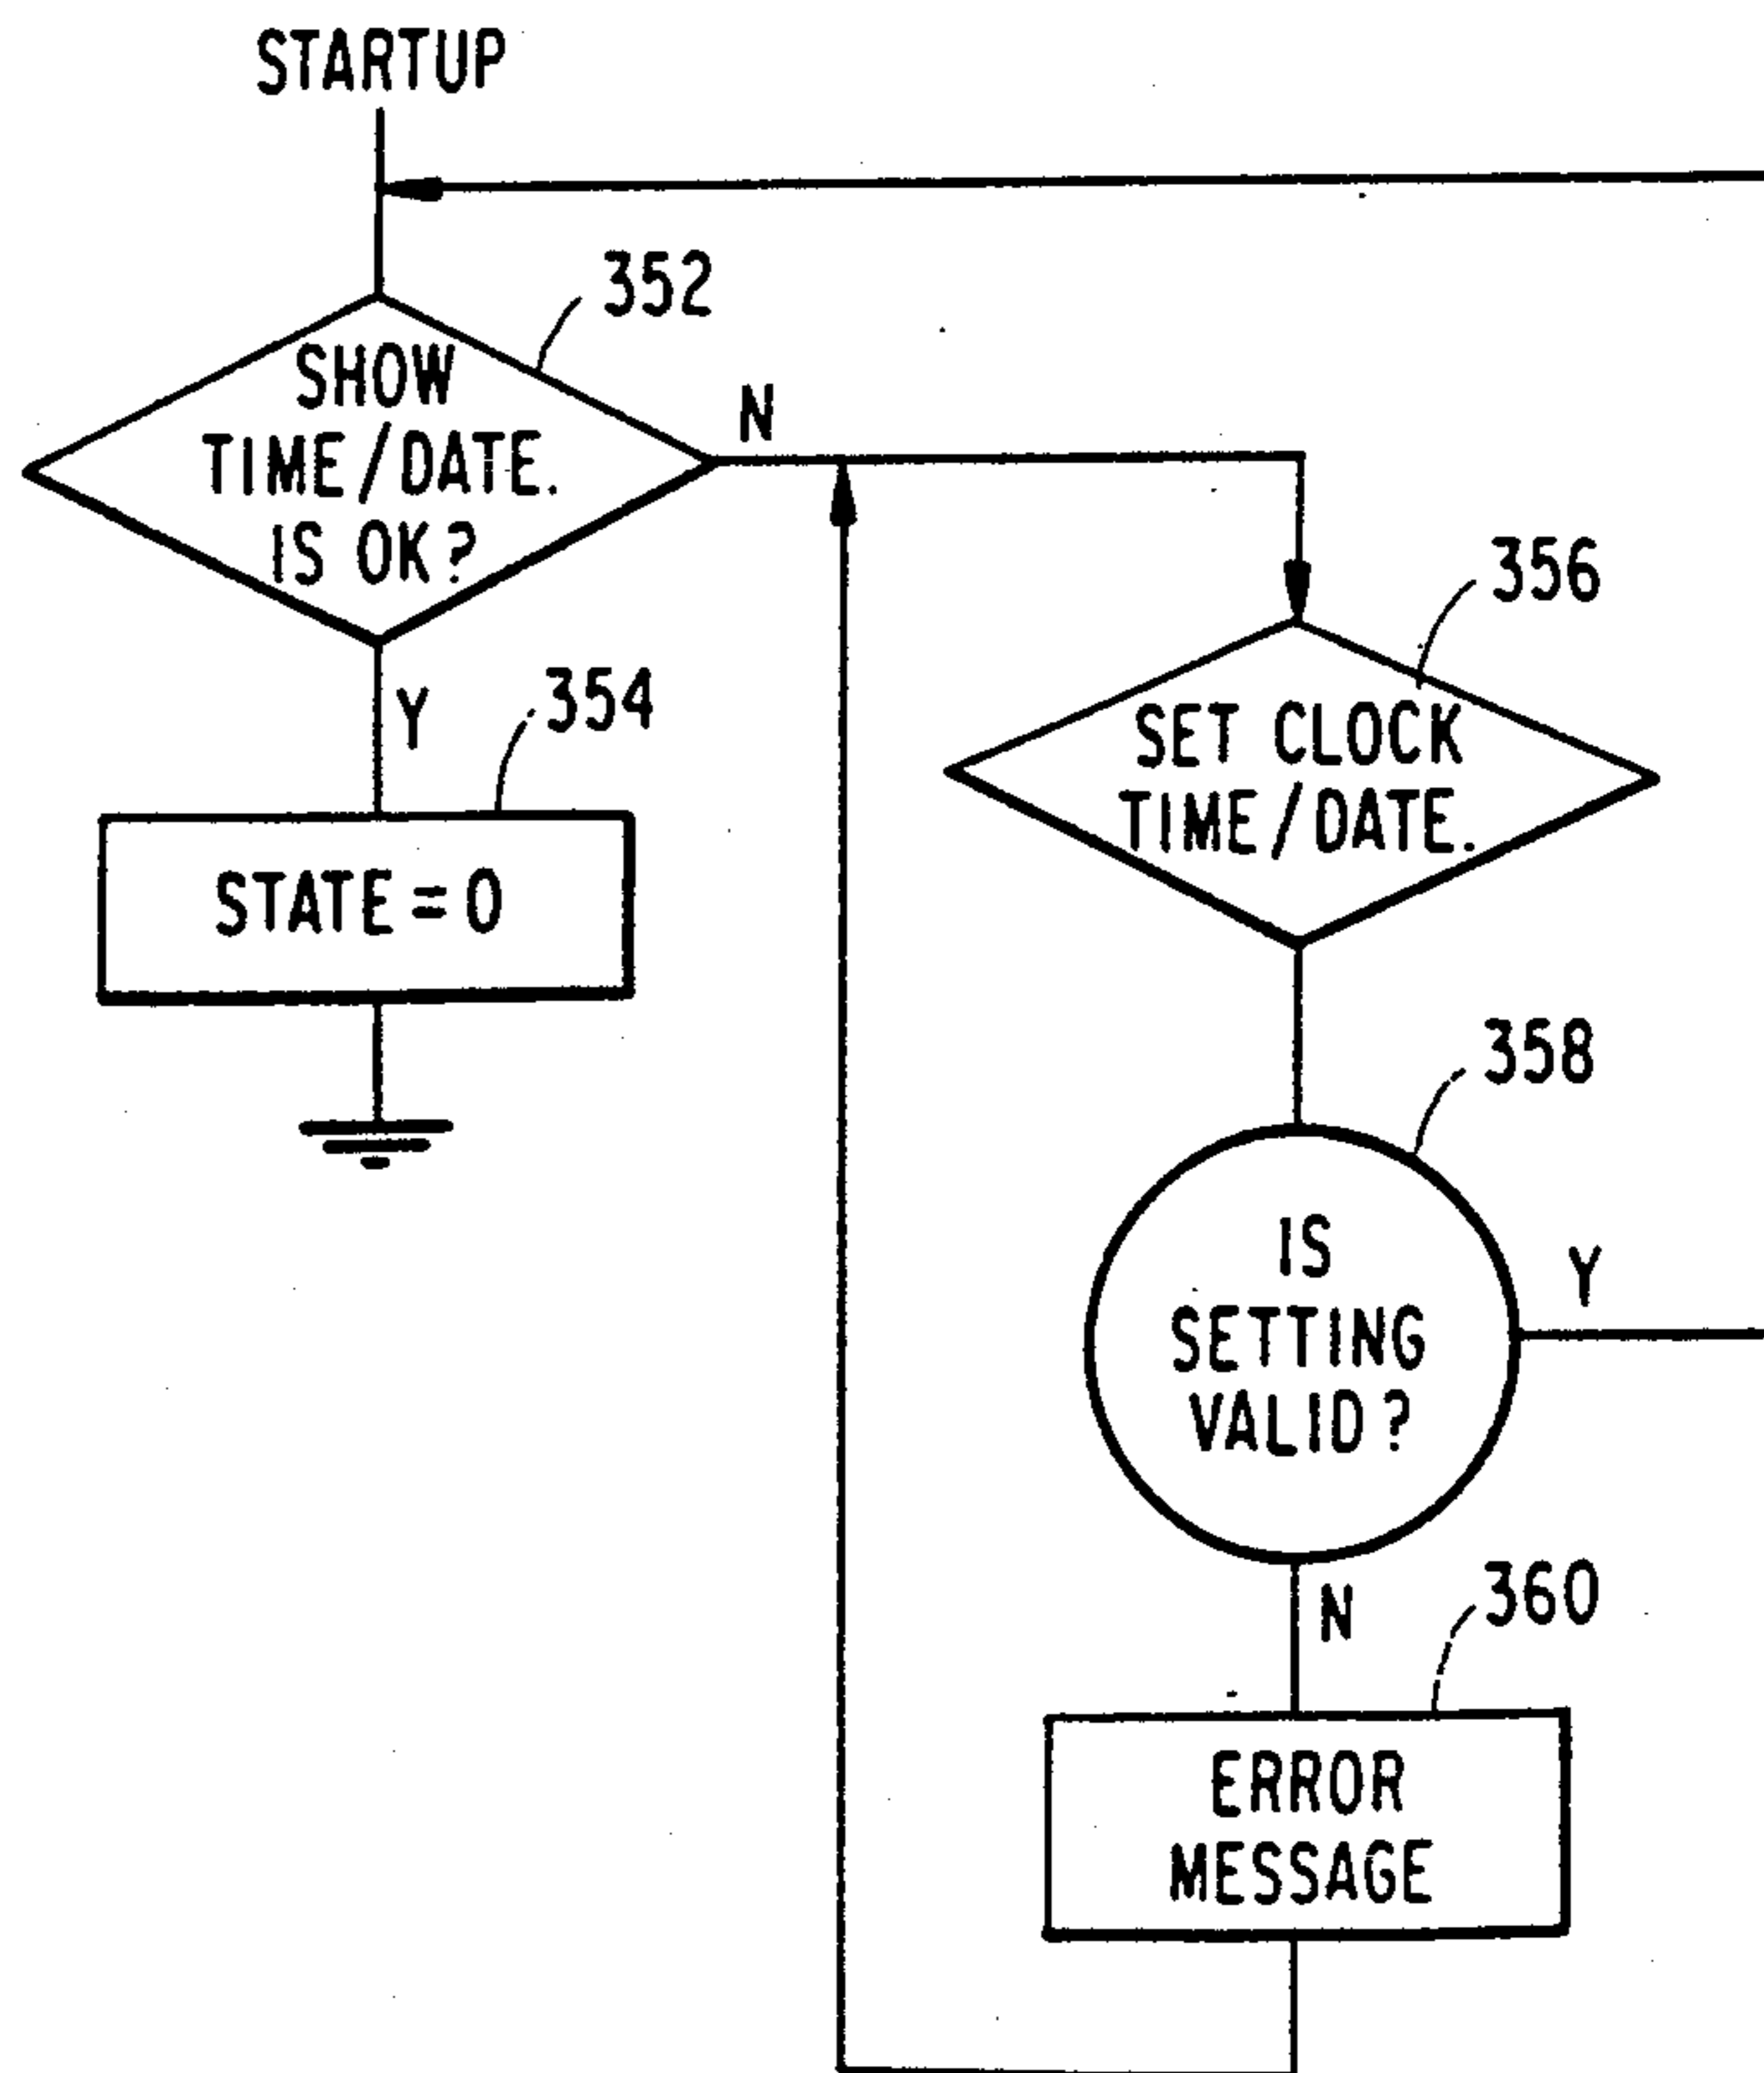 STARTUP
352
SHOW
TIME/DATE.
IS OK?
N
Y
354
STATE=0
356
SET CLOCK
TIME/DATE.
358
IS
SETTING
VALID?
Y
N
360
ERROR
MESSAGE